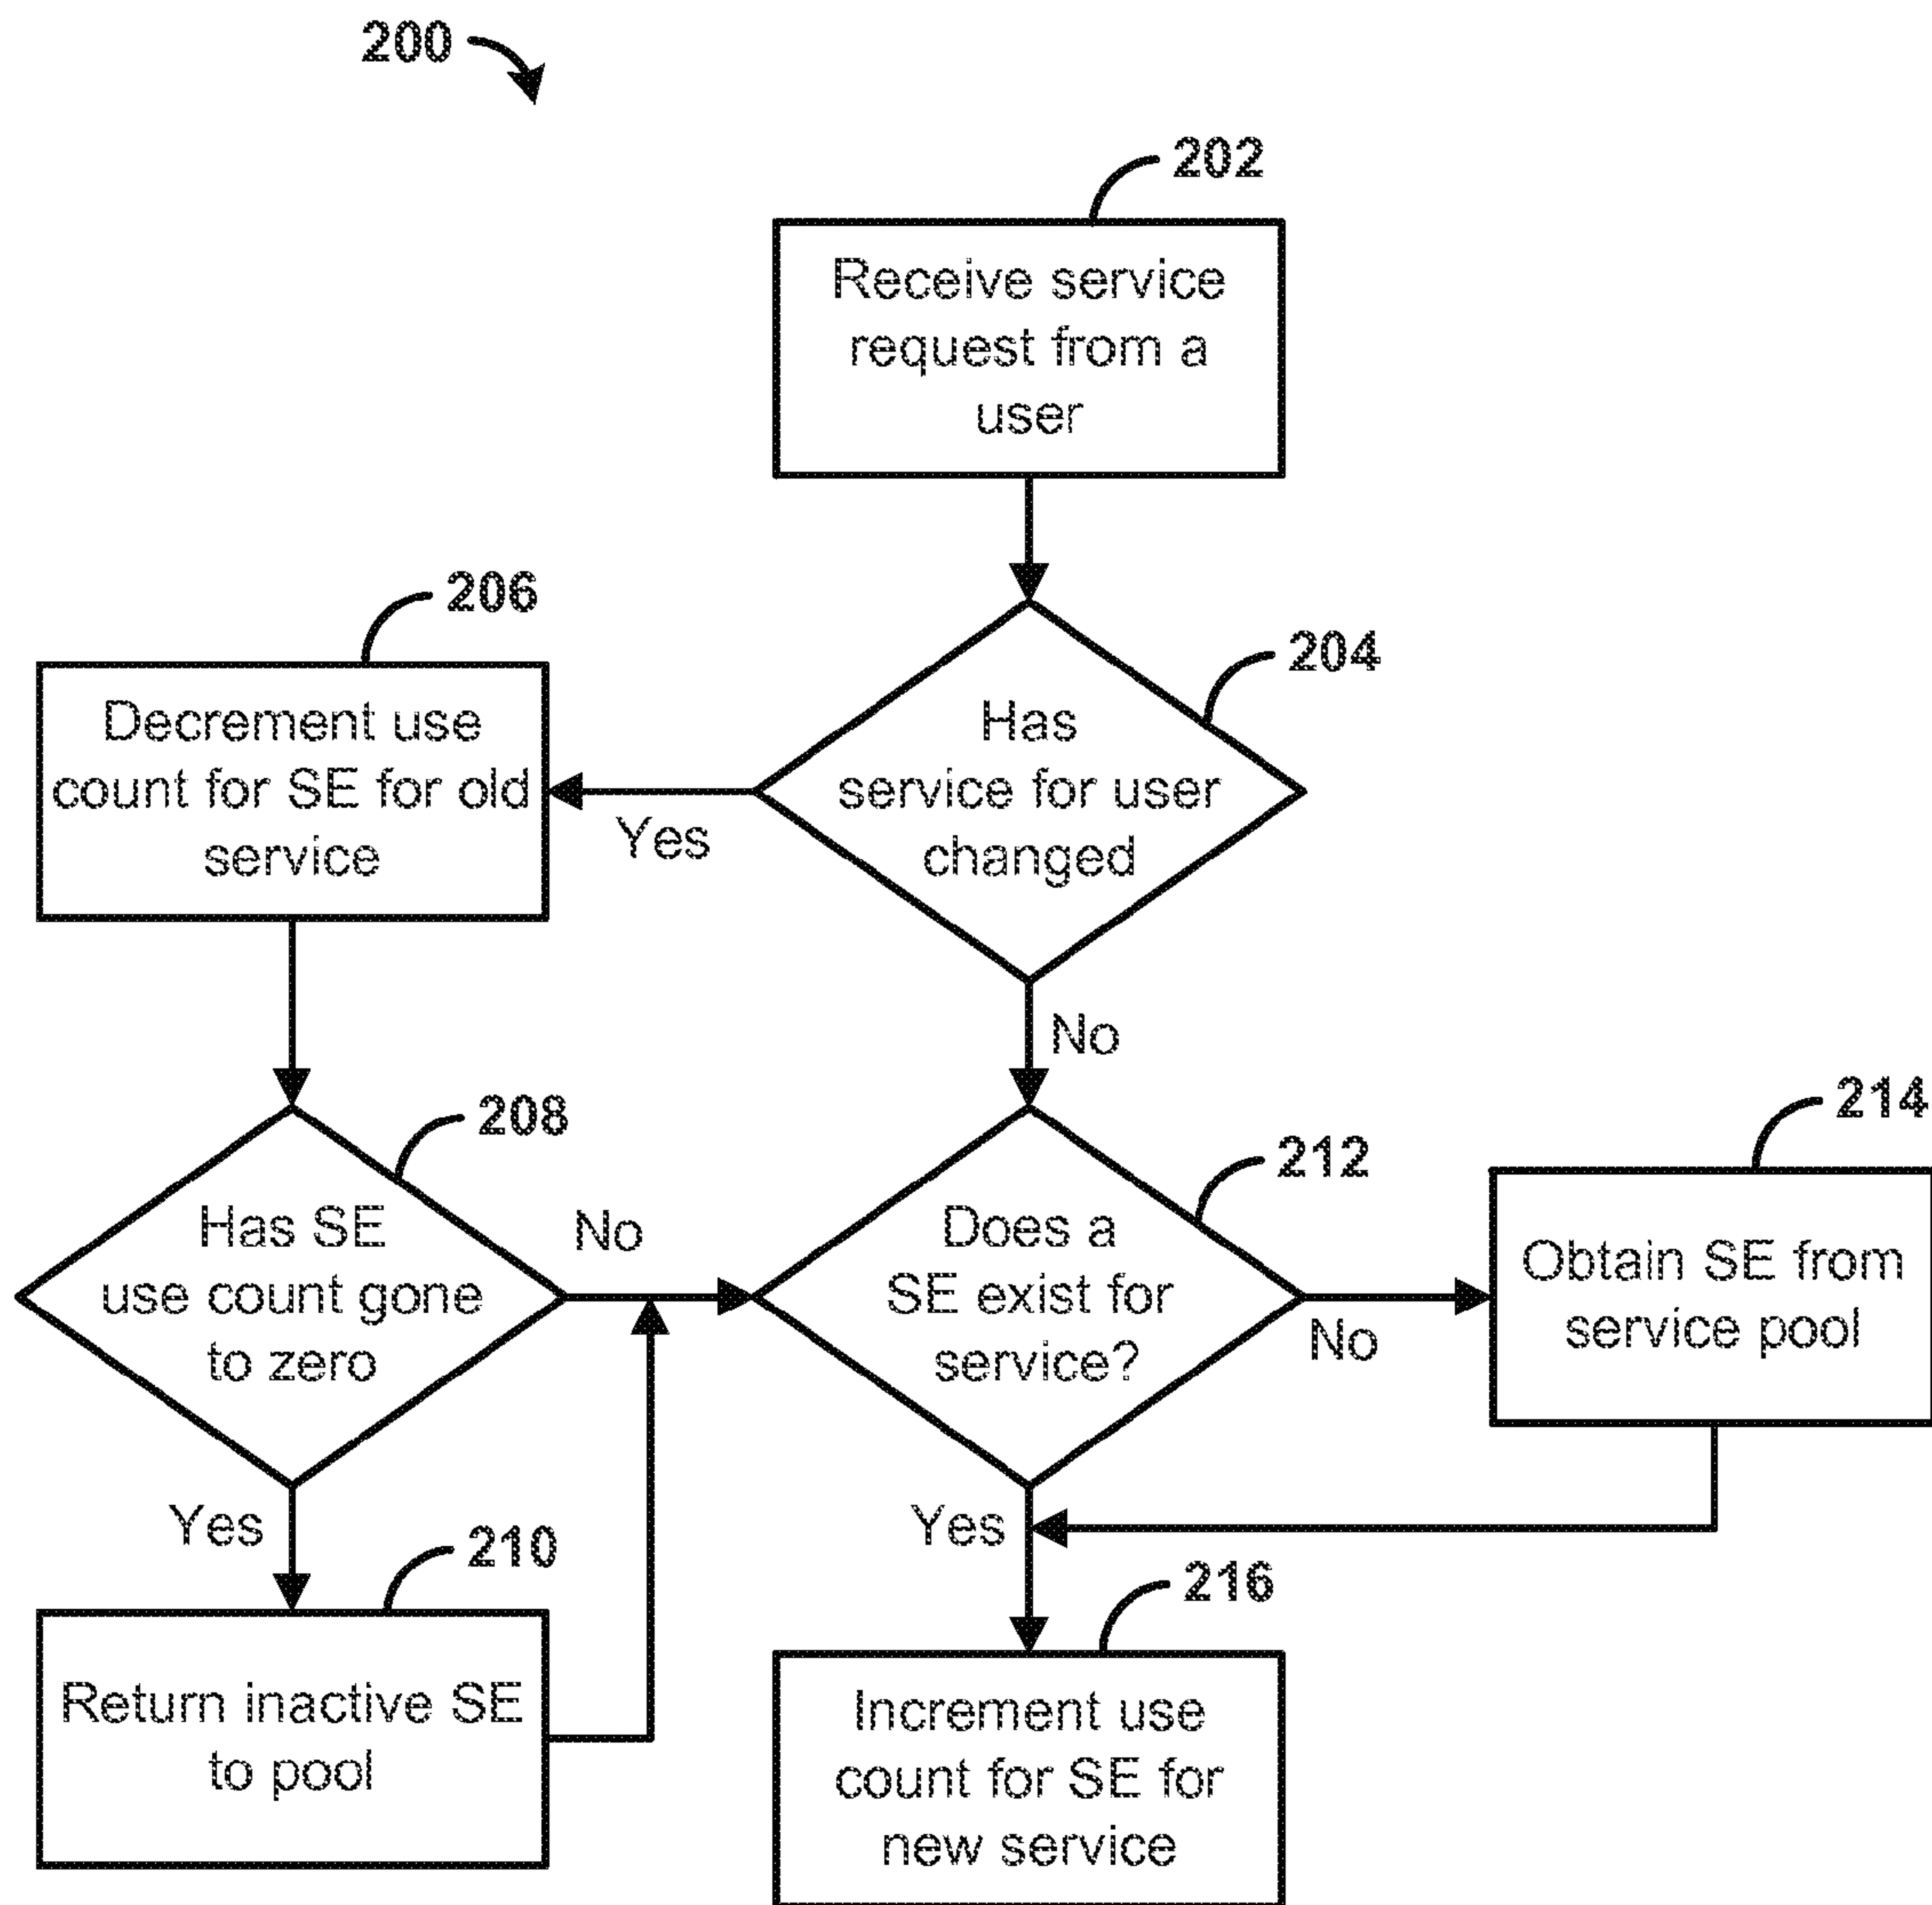 200
202
Receive service
request from a
user
206
204
Decrement use
count for SE for old
service
Has
service for user
changed
Yes
No
208
212
214
Has SE
use count gone
to zero
No
Does a
SE exist for
service?
No
Obtain SE from
service pool
Yes
Yes
210
216
Return inactive SE
to pool
Increment use
count for SE for
new service